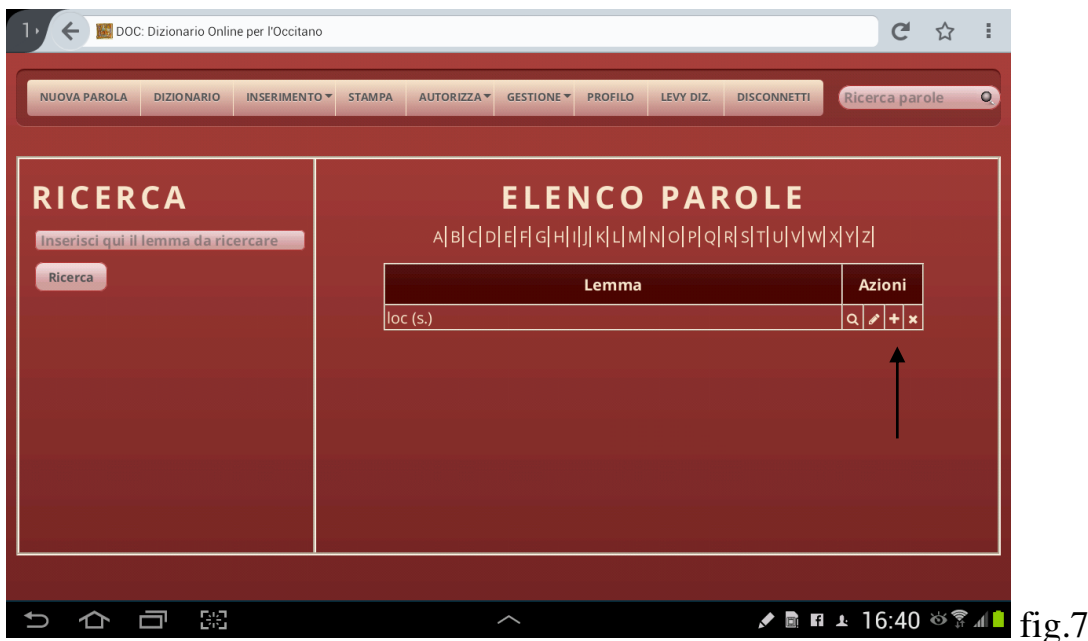 1
DOC: Dizionario Online per l'Occitano
NUOVA PAROLA DIZIONARIO INSERIMENTO STAMPA AUTORIZZA GESTIONE PROFILO LEVY DIZ. DISCONNETTI Ricerca parole
RICERCA
Inserisci qui il lemma da ricercare
Ricerca
ELENCO PAROLE
A|B|C|D|E|F|G|H|I|J|K|L|M|N|O|P|Q|R|S|T|U|V|W|X|Y|Z|
Lemma Azioni
loc (s.)
16:40
fig.7